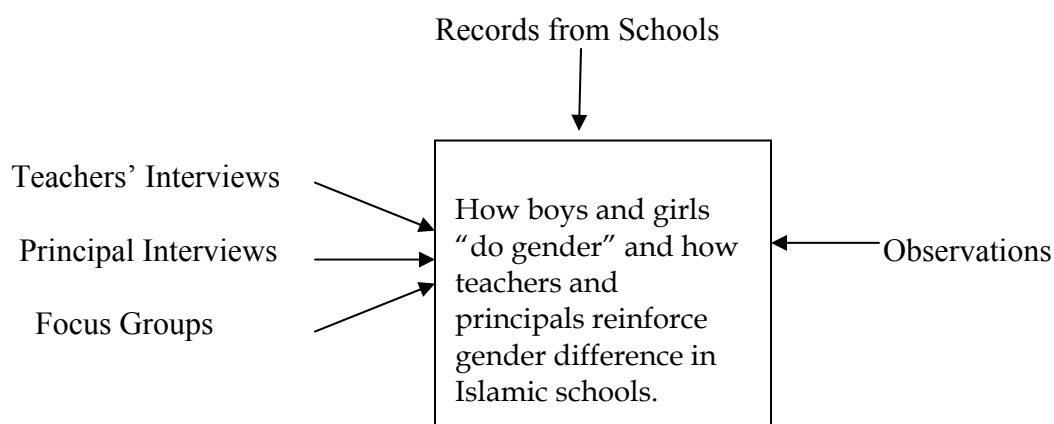 Records from Schools
Teachers’ Interviews
Principal Interviews
Focus Groups
How boys and girls
“do gender” and how
teachers and
principals reinforce
gender difference in
Islamic schools.
Observations